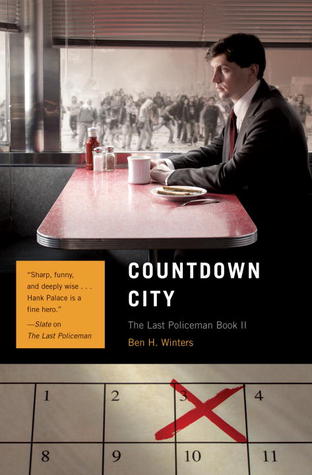 COUNTDOWN
CITY
The Last Policeman Book II
Ben H. Winters
“Sharp, funny,
and deeply wise . . .
Hank Palace is a
fine hero.”
—Slate on
The Last Policeman
1 2 3 4
8 9 10 11